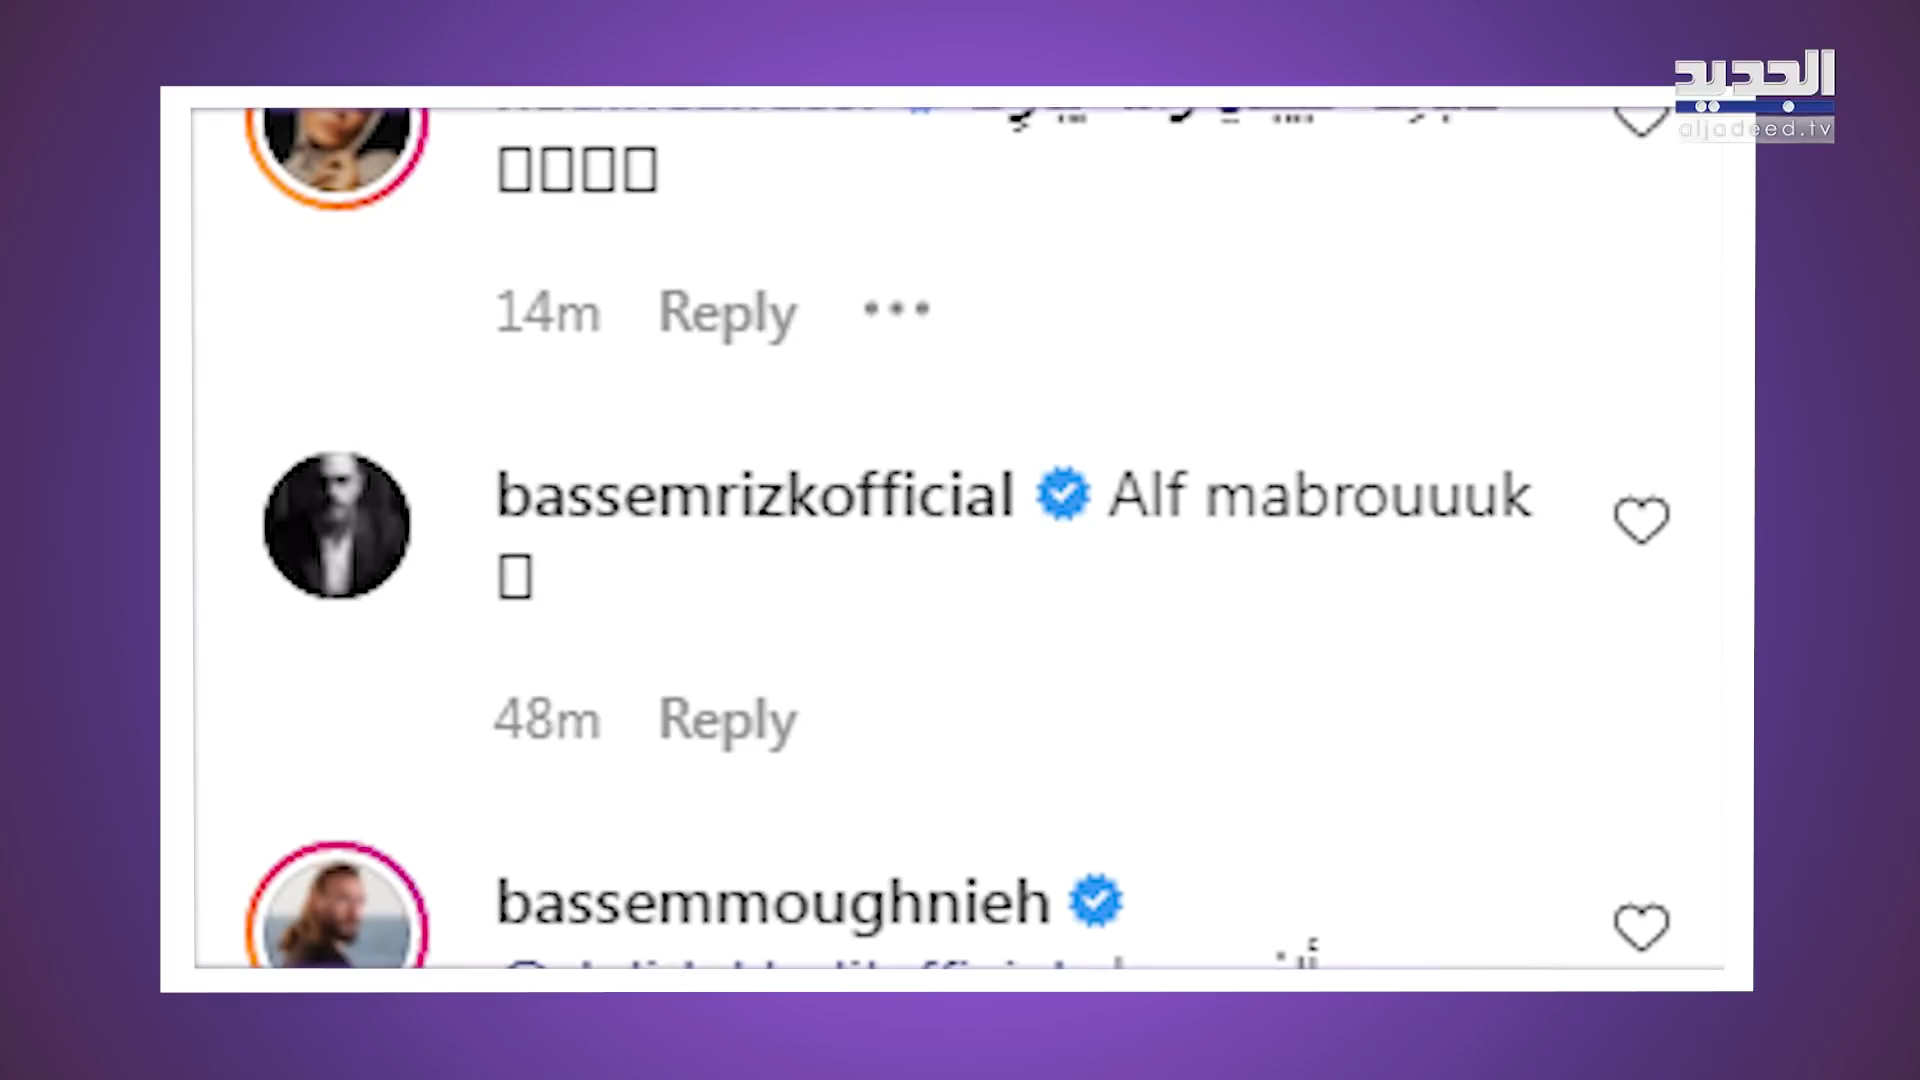 الجديد
aljadeed.tv
14m Reply •••
bassemrizkofficial Alf mabrouuuk
48m Reply
bassemmoughnieh